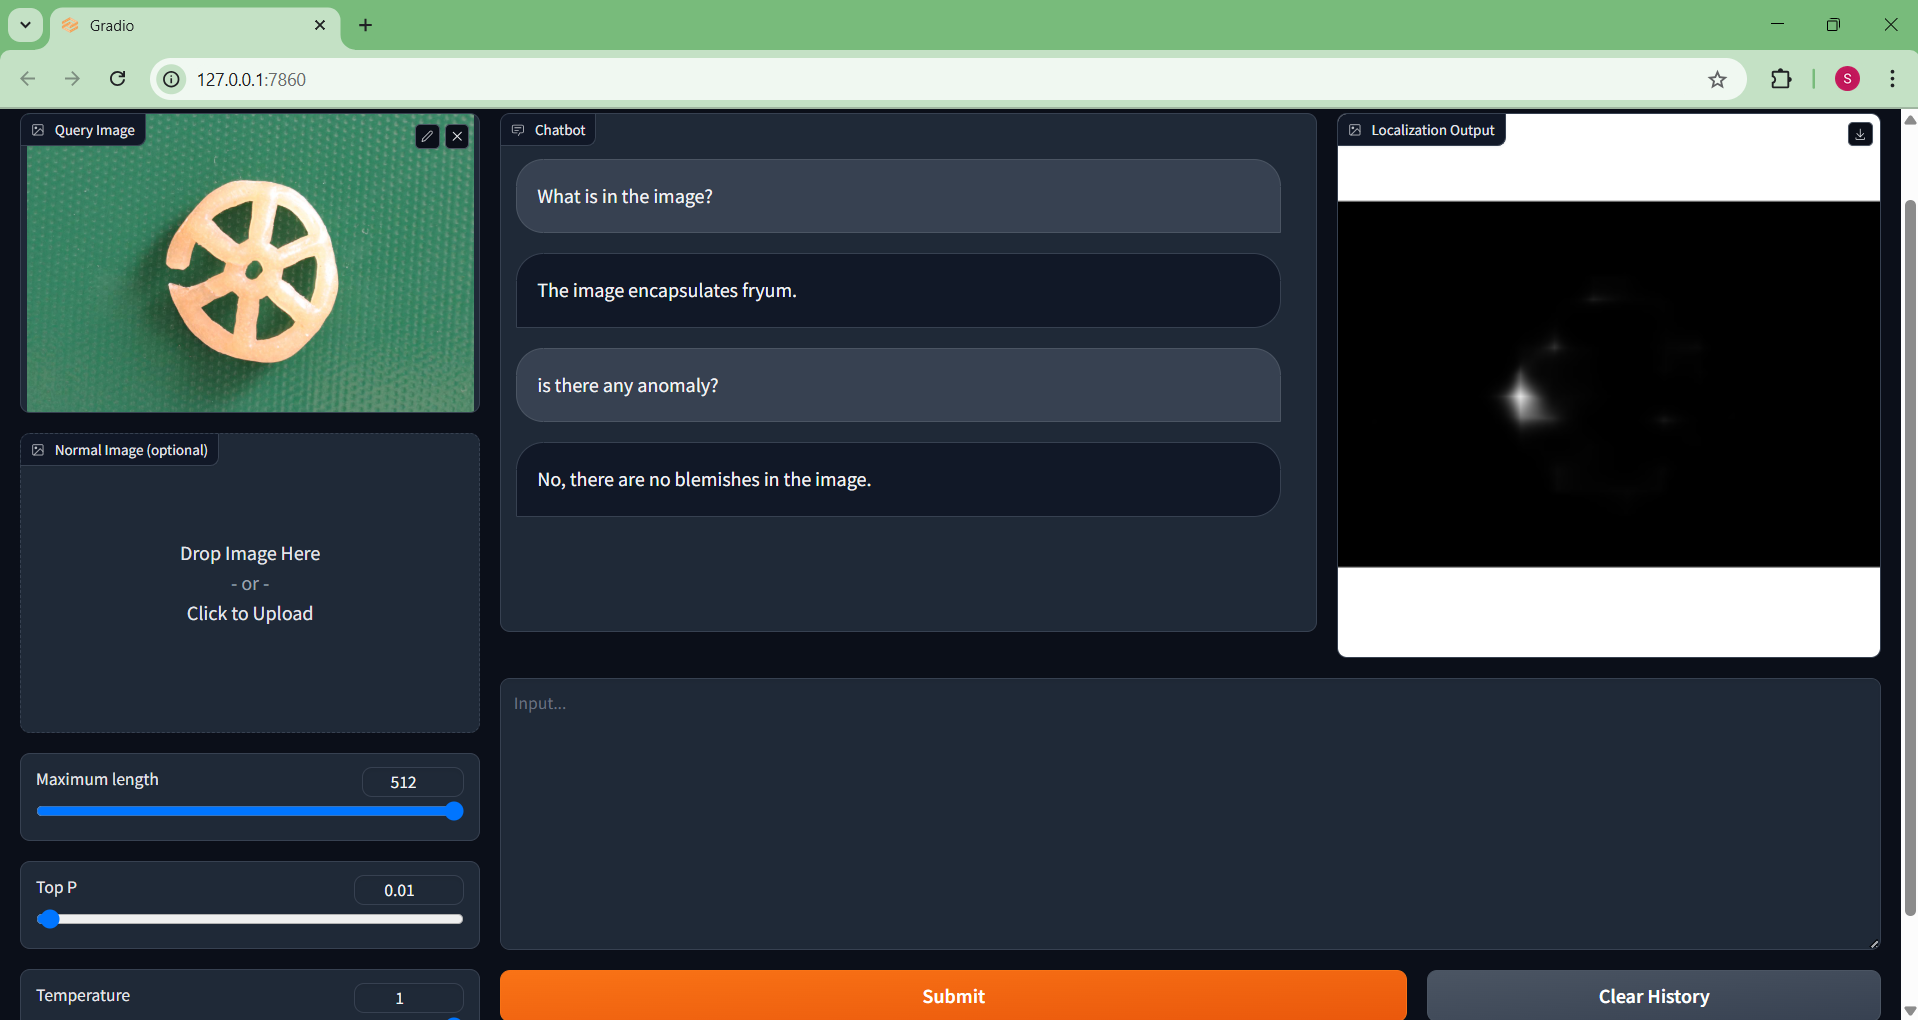 Gradio
127.0.0.1:7860
S
Query Image
Chatbot
Localization Output
What is in the image?
The image encapsulates fryum.
is there any anomaly?
No, there are no blemishes in the image.
Normal Image (optional)
Drop Image Here
- or -
Click to Upload
Input...
Maximum length
512
Top P
0.01
Temperature
1
Submit
Clear History